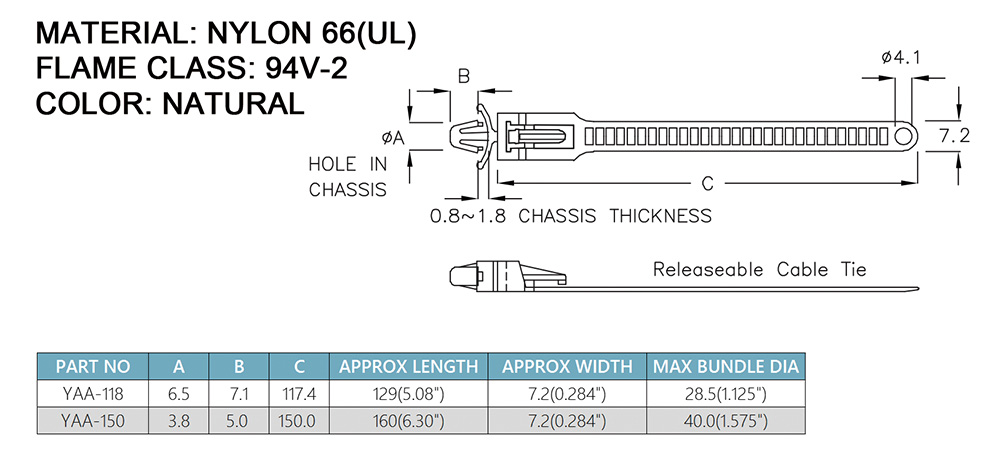 MATERIAL: NYLON 66(UL)
FLAME CLASS: 94V-2
COLOR: NATURAL
B
ø4.1
øA
7.2
HOLE IN
CHASSIS
C
0.8~1.8 CHASSIS THICKNESS
Releaseable Cable Tie
PART NO A B C APPROX LENGTH APPROX WIDTH MAX BUNDLE DIA
YAA-118 6.5 7.1 117.4 129(5.08") 7.2(0.284") 28.5(1.125")
YAA-150 3.8 5.0 150.0 160(6.30") 7.2(0.284") 40.0(1.575")